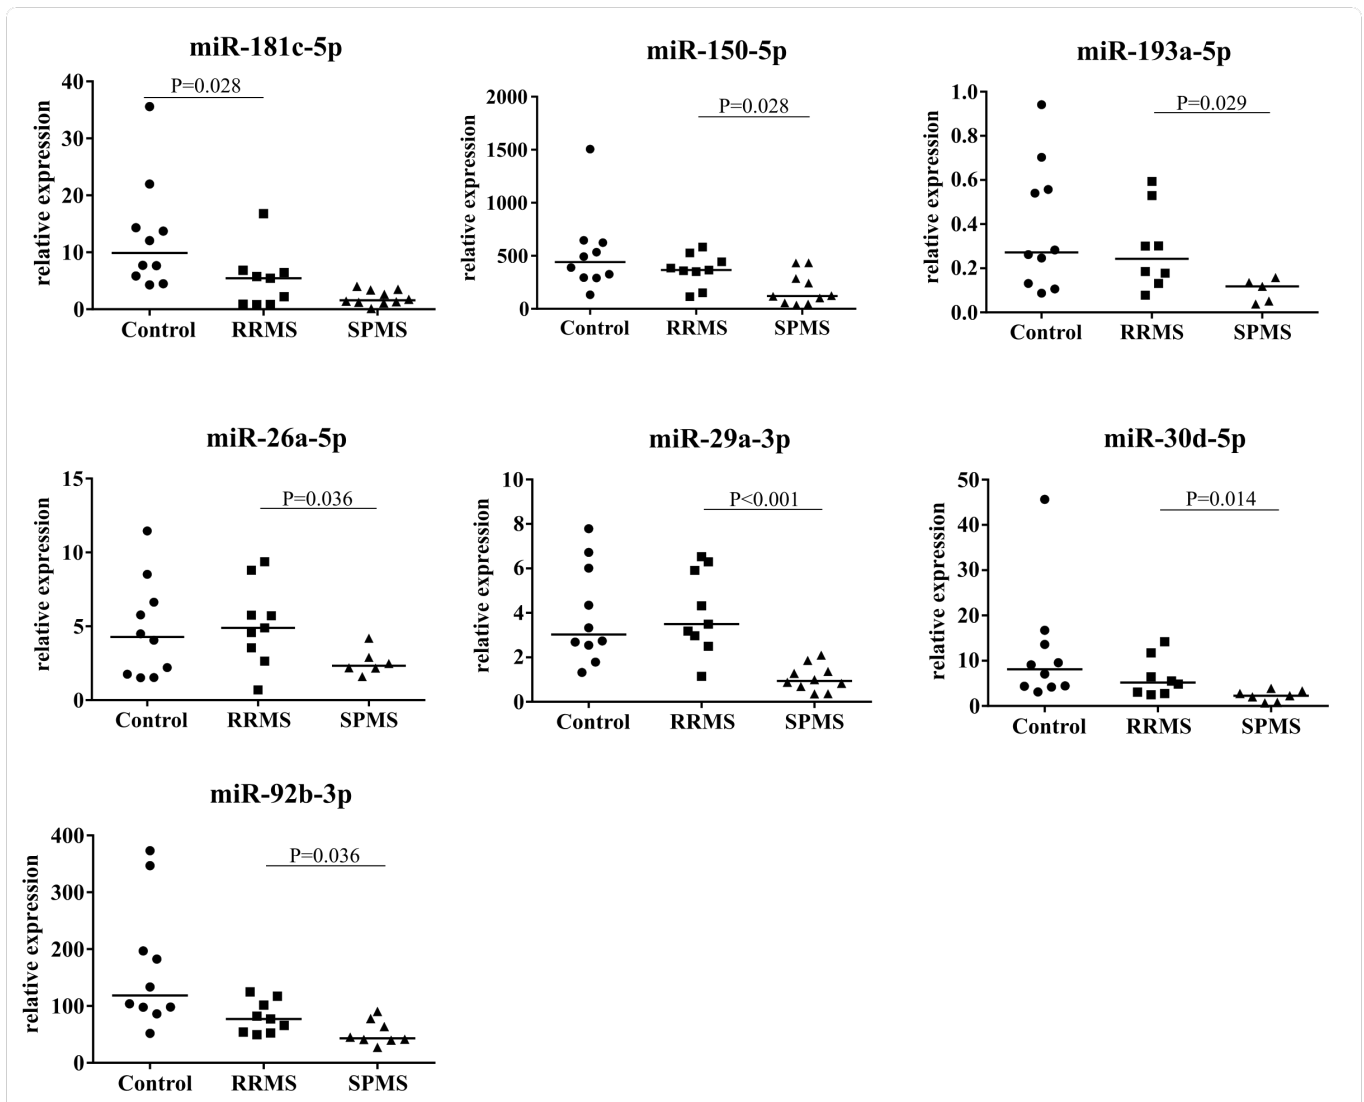 miR-181c-5p
P=0.028
relative expression
40
30
20
10
0
Control RRMS SPMS
miR-150-5p
P=0.028
relative expression
2000
1500
1000
500
0
Control RRMS SPMS
miR-193a-5p
P=0.029
relative expression
1.0
0.8
0.6
0.4
0.2
0.0
Control RRMS SPMS
miR-26a-5p
P=0.036
relative expression
15
10
5
0
Control RRMS SPMS
miR-29a-3p
P<0.001
relative expression
10
8
6
4
2
0
Control RRMS SPMS
miR-30d-5p
P=0.014
relative expression
50
40
30
20
10
0
Control RRMS SPMS
miR-92b-3p
P=0.036
relative expression
400
300
200
100
0
Control RRMS SPMS